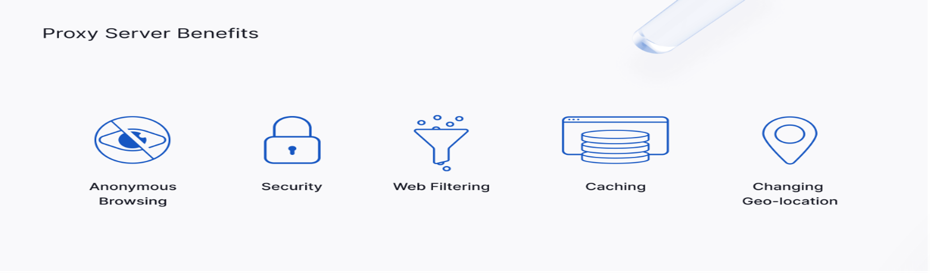 Proxy Server Benefits
Anonymous
Browsing
Security
Web Filtering
Caching
Changing
Geo-location